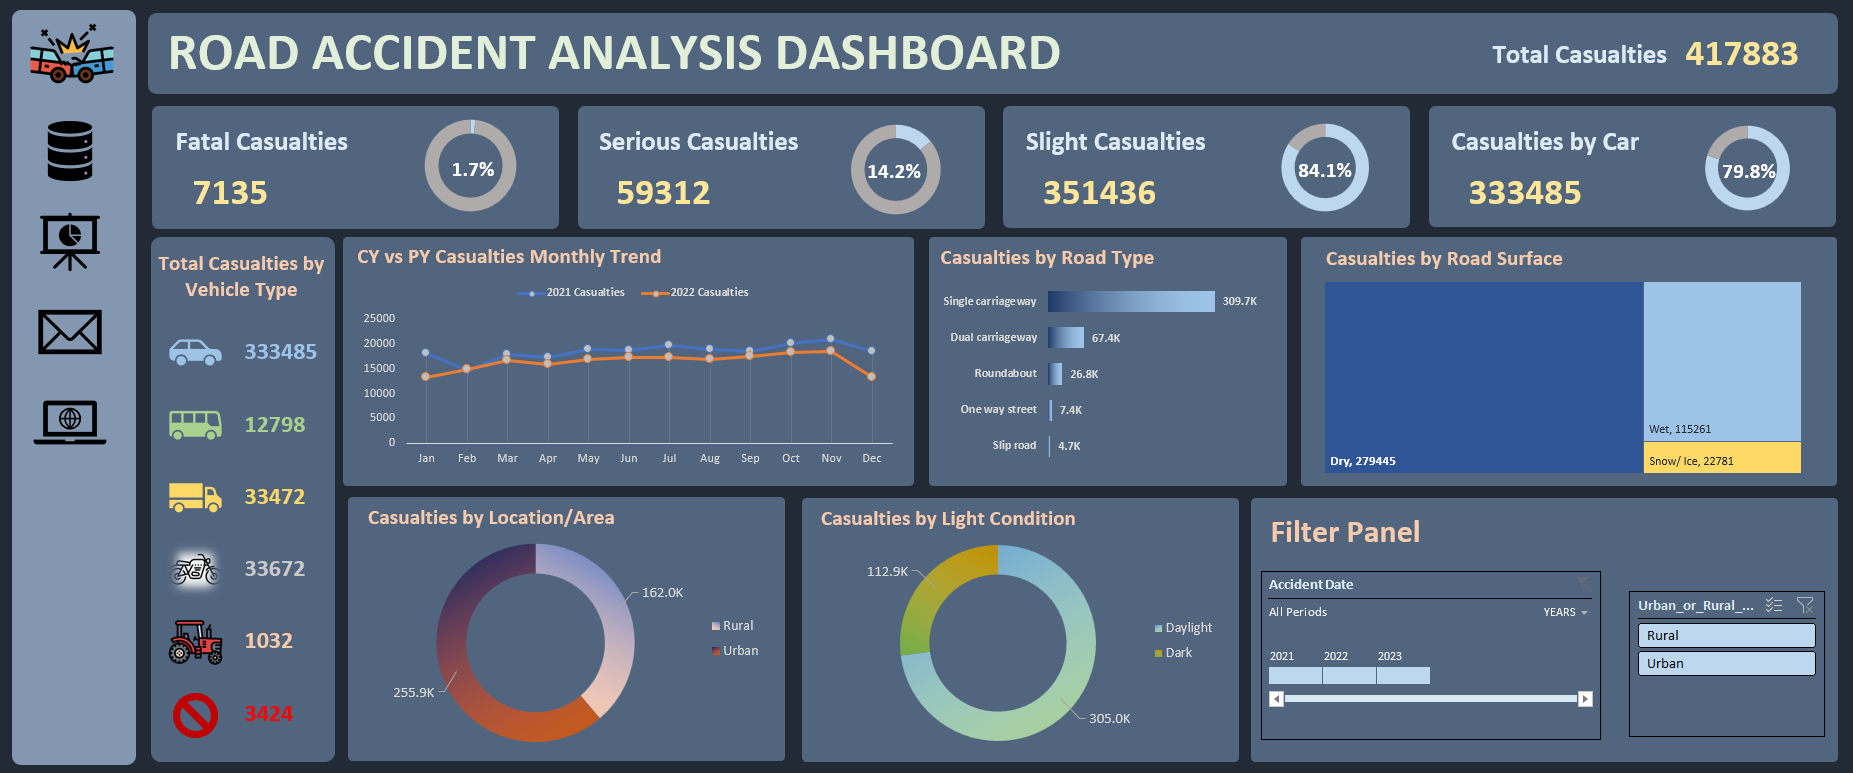 ROAD ACCIDENT ANALYSIS DASHBOARD
Total Casualties 417883
Fatal Casualties
7135
1.7%
Serious Casualties
59312
14.2%
Slight Casualties
351436
84.1%
Casualties by Car
333485
79.8%
Total Casualties by
Vehicle Type
333485
12798
33472
33672
1032
3424
CY vs PY Casualties Monthly Trend
2021 Casualties 2022 Casualties
25000
20000
15000
10000
5000
0
Jan Feb Mar Apr May Jun Jul Aug Sep Oct Nov Dec
Casualties by Road Type
Single carriageway 309.7K
Dual carriageway 67.4K
Roundabout 26.8K
One way street 7.4K
Slip road 4.7K
Casualties by Road Surface
Dry, 279445
Wet, 115261
Snow/ Ice, 22781
Casualties by Location/Area
162.0K
255.9K
Rural
Urban
Casualties by Light Condition
112.9K
305.0K
Daylight
Dark
Filter Panel
Accident Date
All Periods YEARS
2021 2022 2023
Urban_or_Rural_...
Rural
Urban